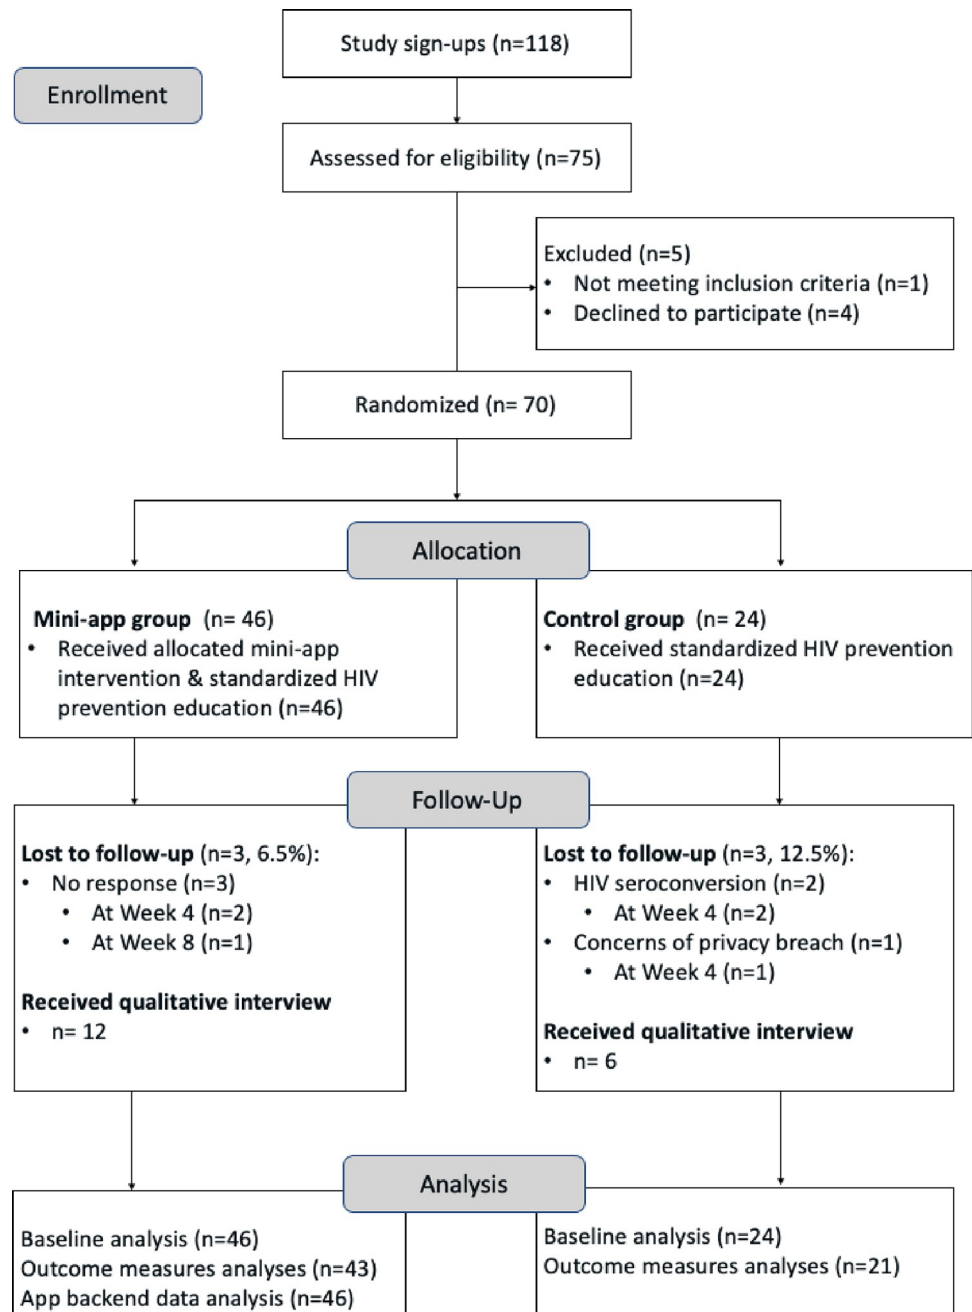 Study sign-ups (n=118)
Enrollment
Assessed for eligibility (n=75)
Excluded (n=5)
• Not meeting inclusion criteria (n=1)
• Declined to participate (n=4)
Randomized (n= 70)
Allocation
Mini-app group (n= 46)
• Received allocated mini-app
intervention & standardized HIV
prevention education (n=46)
Control group (n= 24)
• Received standardized HIV prevention
education (n=24)
Follow-Up
Lost to follow-up (n=3, 6.5%):
• No response (n=3)
• At Week 4 (n=2)
• At Week 8 (n=1)
Received qualitative interview
• n= 12
Lost to follow-up (n=3, 12.5%):
• HIV seroconversion (n=2)
• At Week 4 (n=2)
• Concerns of privacy breach (n=1)
• At Week 4 (n=1)
Received qualitative interview
• n= 6
Analysis
Baseline analysis (n=46)
Outcome measures analyses (n=43)
App backend data analysis (n=46)
Baseline analysis (n=24)
Outcome measures analyses (n=21)